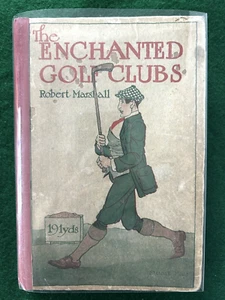 The
ENCHANTED
GOLF CLUBS
Robert Marshall
191yds